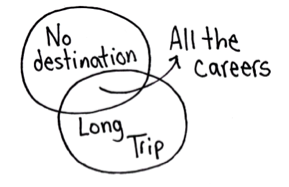 No
destination
All the
careers
Long
Trip